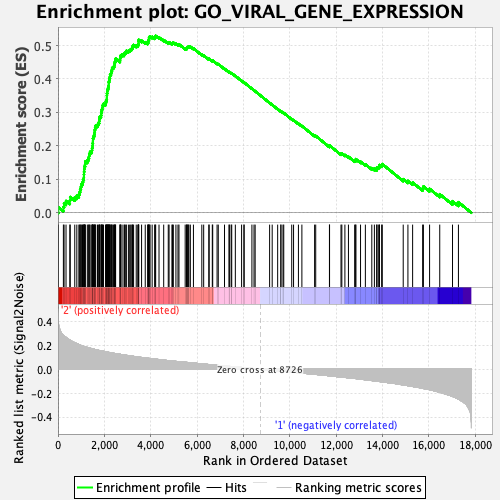 Enrichment plot: GO_VIRAL_GENE_EXPRESSION
Enrichment score (ES)
0.5
0.4
0.3
0.2
0.1
0.0
'2' (positively correlated)
Ranked list metric (Signal2Noise)
0.4
0.2
0.0
-0.2
-0.4
Zero cross at 8726
'1' (negatively correlated)
0 2,000 4,000 6,000 8,000 10,000 12,000 14,000 16,000 18,000
Rank in Ordered Dataset
Enrichment profile Hits Ranking metric scores